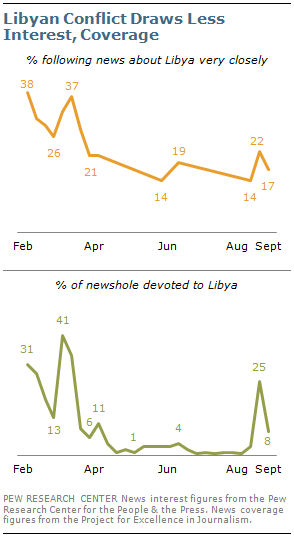 Libyan Conflict Draws Less
Interest, Coverage
% following news about Libya very closely
38
37
26
21
14
19
22
14
17
Feb Apr Jun Aug Sept
% of newshole devoted to Libya
41
31
13
6
11
1
4
25
8
Feb Apr Jun Aug Sept
PEW RESEARCH CENTER News interest figures from the Pew
Research Center for the People & the Press. News coverage
figures from the Project for Excellence in Journalism.